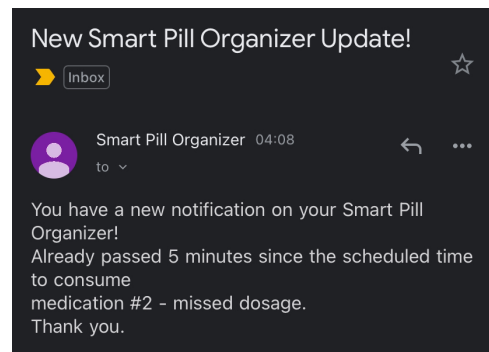 New Smart Pill Organizer Update!
Inbox
Smart Pill Organizer 04:08
to
You have a new notification on your Smart Pill
Organizer!
Already passed 5 minutes since the scheduled time
to consume
medication #2 - missed dosage.
Thank you.